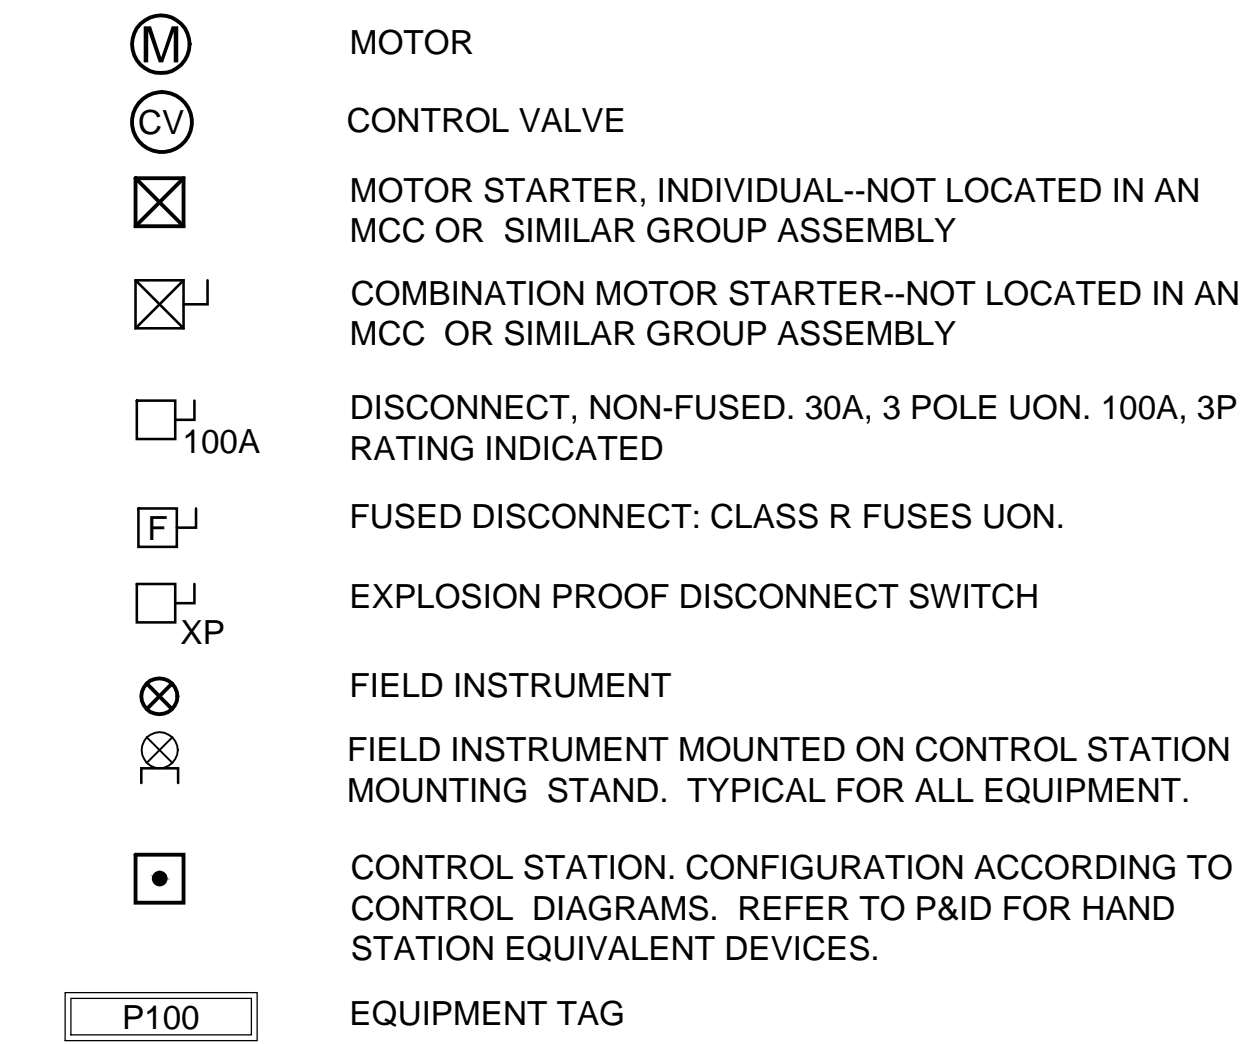 M MOTOR
CV CONTROL VALVE
MOTOR STARTER, INDIVIDUAL--NOT LOCATED IN AN
MCC OR SIMILAR GROUP ASSEMBLY
COMBINATION MOTOR STARTER--NOT LOCATED IN AN
MCC OR SIMILAR GROUP ASSEMBLY
DISCONNECT, NON-FUSED. 30A, 3 POLE UON. 100A, 3P
100A RATING INDICATED
F FUSED DISCONNECT: CLASS R FUSES UON.
EXPLOSION PROOF DISCONNECT SWITCH
XP
FIELD INSTRUMENT
FIELD INSTRUMENT MOUNTED ON CONTROL STATION
MOUNTING STAND. TYPICAL FOR ALL EQUIPMENT.
CONTROL STATION. CONFIGURATION ACCORDING TO
CONTROL DIAGRAMS. REFER TO P&ID FOR HAND
STATION EQUIVALENT DEVICES.
P100 EQUIPMENT TAG